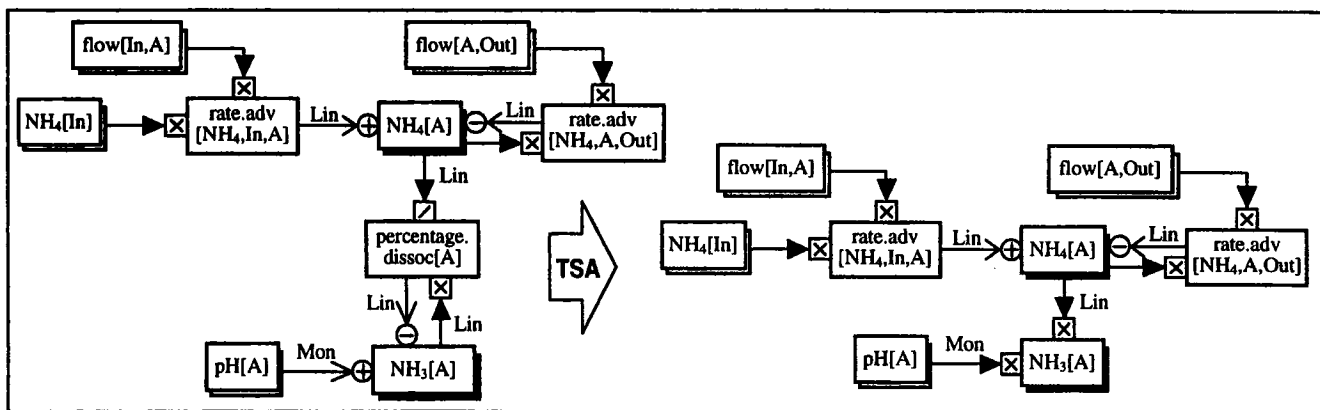 flow[In,A]
flow[A,Out]
NH₄[In]
rate.adv
[NH₄,In,A]
Lin
NH₄[A]
Lin
rate.adv
[NH₄,A,Out]
Lin
percentage.
dissoc[A]
Lin
Lin
pH[A]
Mon
NH₃[A]
TSA
flow[In,A]
flow[A,Out]
NH₄[In]
rate.adv
[NH₄,In,A]
Lin
NH₄[A]
Lin
rate.adv
[NH₄,A,Out]
Lin
pH[A]
Mon
NH₃[A]